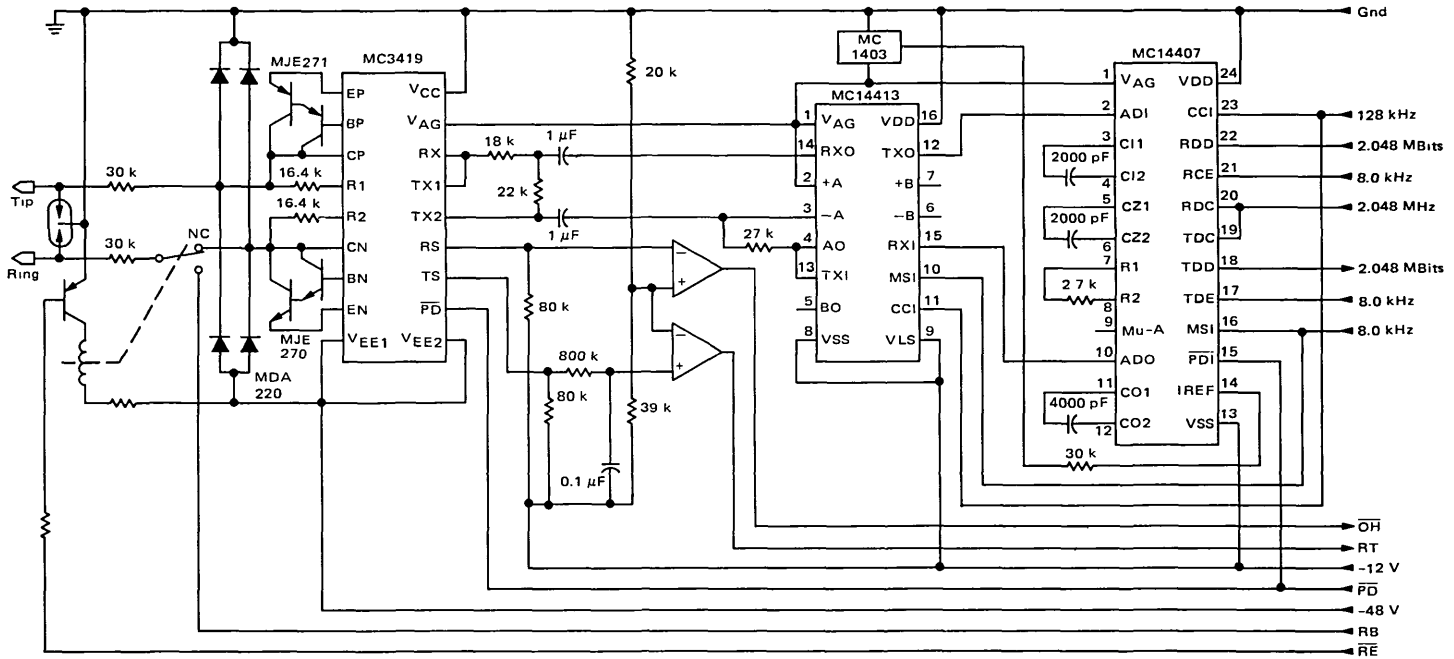 Gnd
MC
1403
MC3419
MJE271
EP
BP
CP
R1
R2
CN
BN
EN
VEE1
VCC
VAG
RX
TX1
TX2
RS
TS
PD
VEE2
MJE
270
MDA
220
30 k
16.4 k
16.4 k
30 k
Tip
Ring
NC
20 k
18 k
1 µF
22 k
1 µF
27 k
80 k
800 k
80 k
39 k
0.1 µF
MC14413
1 VAG VDD 16
14 RXO TXO 12
2 +A +B 7
3 −A −B 6
4 AO RXI 15
13 TXI MSI 10
5 BO CCI 11
8 VSS VLS 9
MC14407
1 VAG VDD 24
2 ADI CCI 23
3 CI1 RDD 22
2000 pF
4 CI2 RCE 21
5 CZ1 RDC 20
2000 pF
6 CZ2 TDC 19
7 R1 TDD 18
2 7 k
8 R2 TDE 17
9 Mu-A MSI 16
10 ADO PDI 15
11 CO1 IREF 14
4000 pF
12 CO2 VSS 13
30 k
128 kHz
2.048 MBits
8.0 kHz
2.048 MHz
2.048 MBits
8.0 kHz
8.0 kHz
OH
RT
−12 V
PD
−48 V
RB
RE